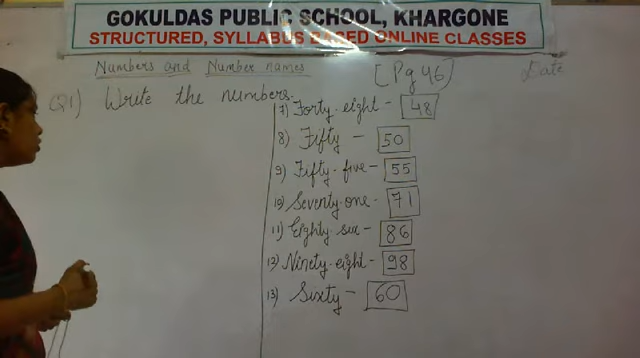 GOKULDAS PUBLIC SCHOOL, KHARGONE
STRUCTURED, SYLLABUS BASED ONLINE CLASSES
Numbers and Number names
[Pg 46]
Date
Q1) Write the numbers.
7) Forty-eight - 48
8) Fifty - 50
9) Fifty-five - 55
10) Seventy-one - 71
11) Eighty-six - 86
12) Ninety-eight - 98
13) Sixty - 60